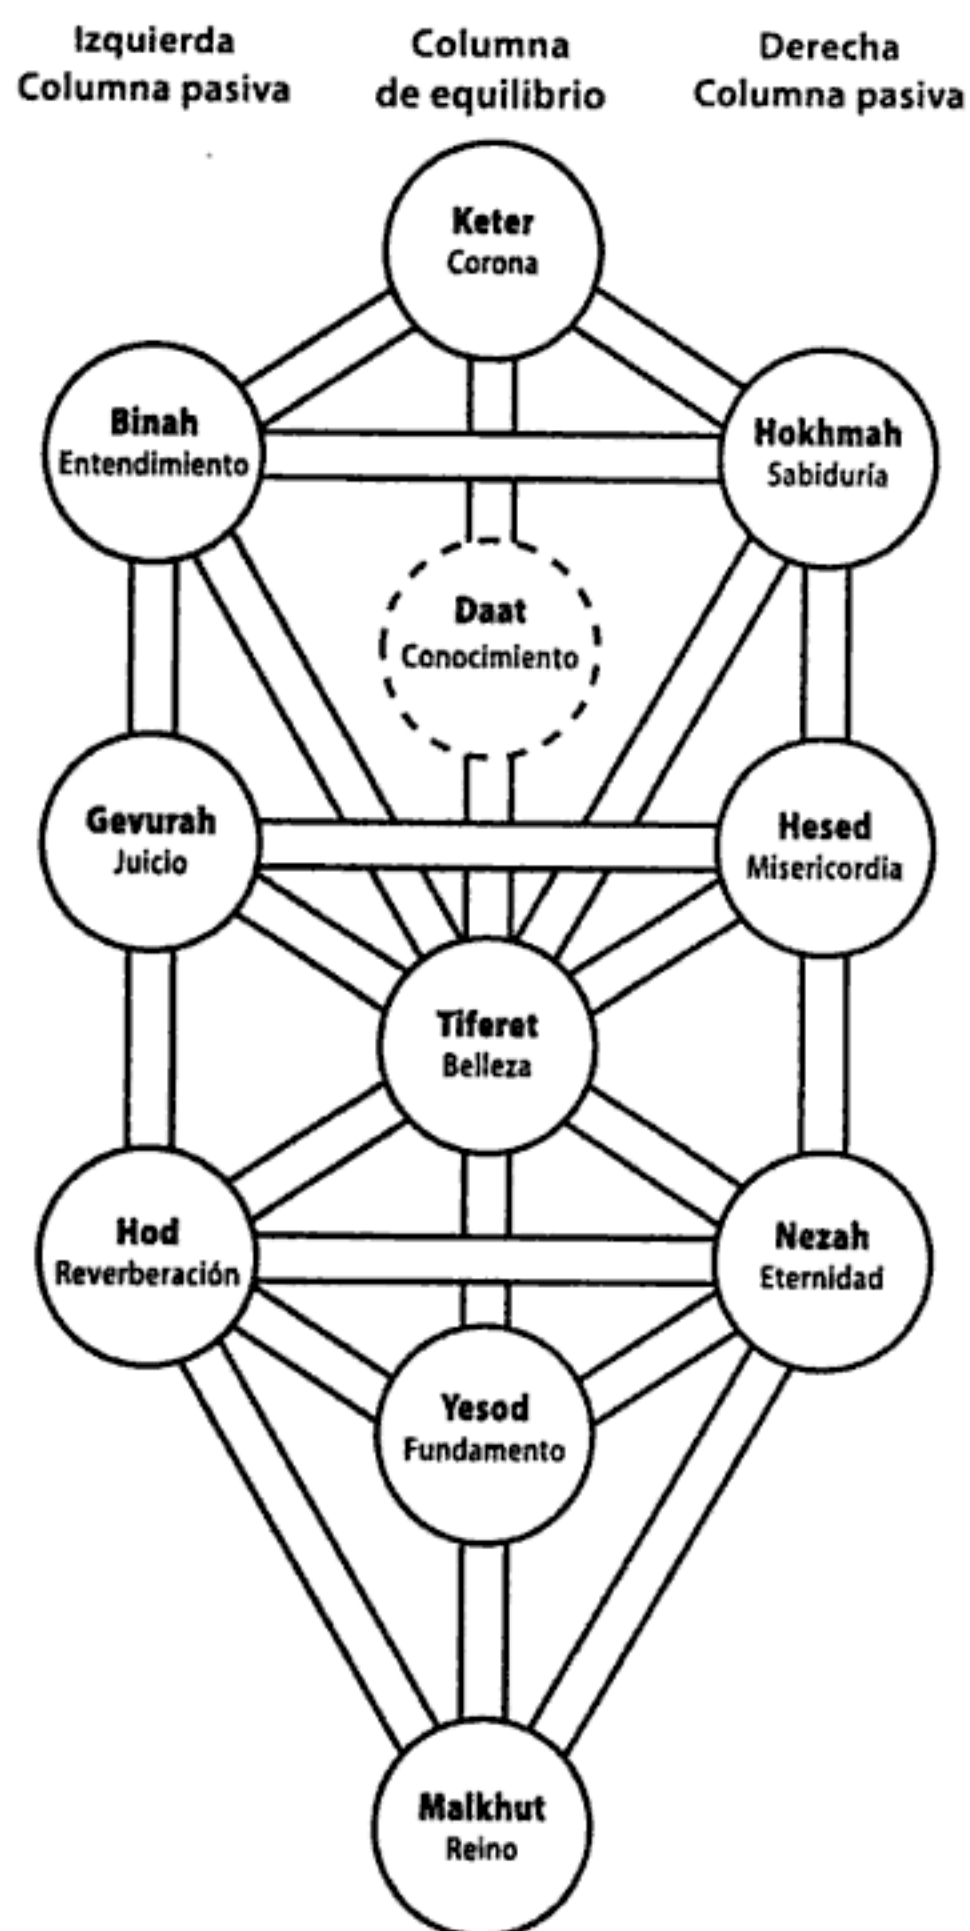 Izquierda
Columna pasiva
Columna
de equilibrio
Derecha
Columna pasiva
Keter
Corona
Binah
Entendimiento
Hokhmah
Sabiduría
Daat
Conocimiento
Gevurah
Juicio
Hesed
Misericordia
Tiferet
Belleza
Hod
Reverberación
Nezah
Eternidad
Yesod
Fundamento
Malkhut
Reino